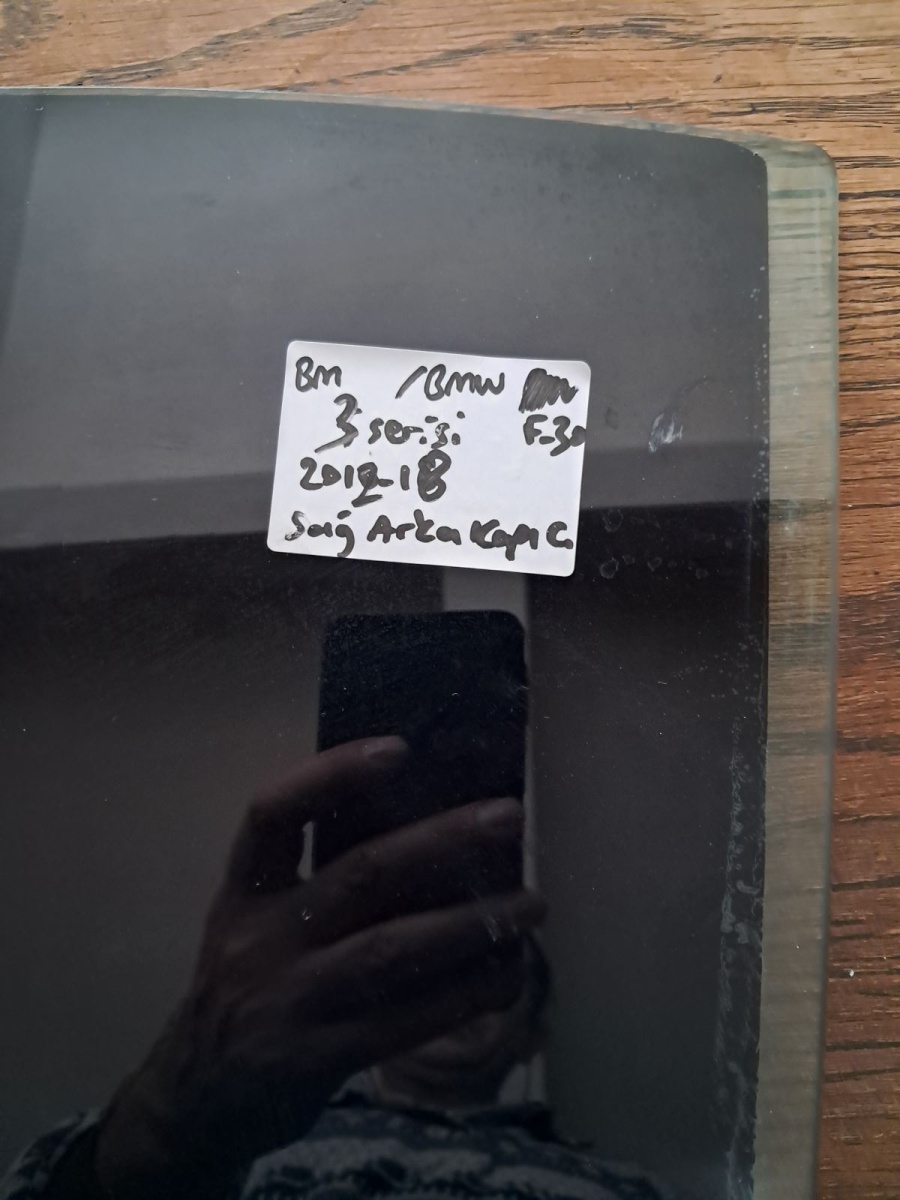 BM /BMW
3 serisi F-30
2012-18
Sağ Arka Kapı C